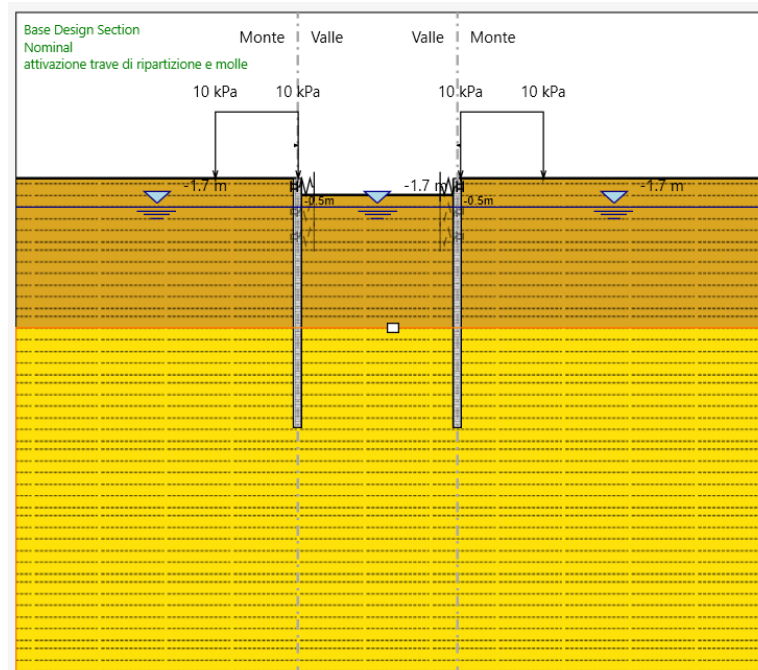 Base Design Section
Nominal
attivazione trave di ripartizione e molle
Monte Valle Valle Monte
10 kPa 10 kPa 10 kPa 10 kPa
-1.7 m -1.7 m -1.7 m
-0.5m -0.5m